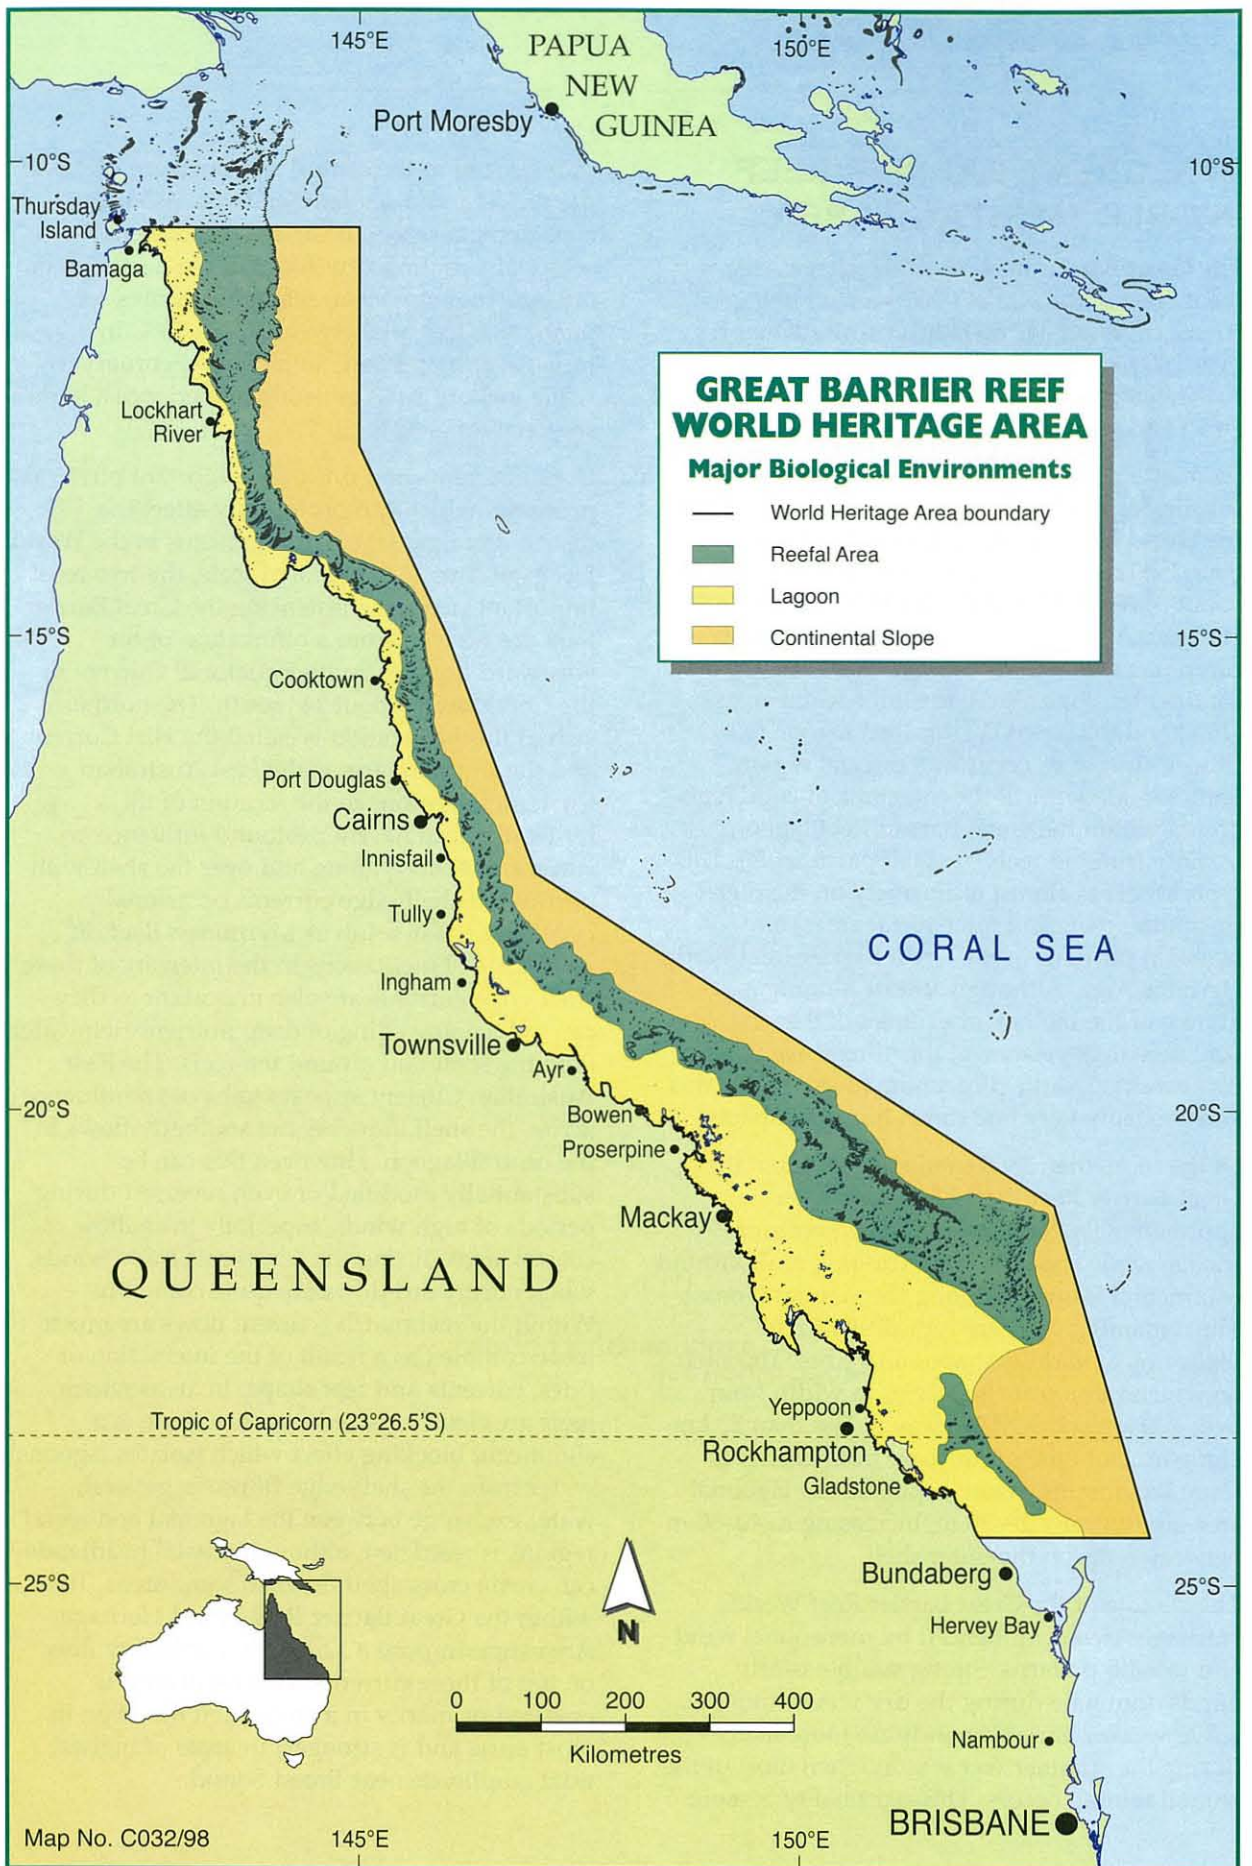 145°E
150°E
PAPUA
NEW
GUINEA
Port Moresby
10°S
10°S
Thursday
Island
Bamaga
GREAT BARRIER REEF
WORLD HERITAGE AREA
Major Biological Environments
World Heritage Area boundary
Reefal Area
Lagoon
Continental Slope
Lockhart
River
15°S
15°S
Cooktown
Port Douglas
Cairns
Innisfail
Tully
CORAL SEA
Ingham
Townsville
Ayr
20°S
20°S
Bowen
Proserpine
Mackay
QUEENSLAND
Yeppoon
Tropic of Capricorn (23°26.5'S)
Rockhampton
Gladstone
Bundaberg
25°S
25°S
Hervey Bay
N
0 100 200 300 400
Kilometres
Nambour
BRISBANE
Map No. C032/98
145°E
150°E